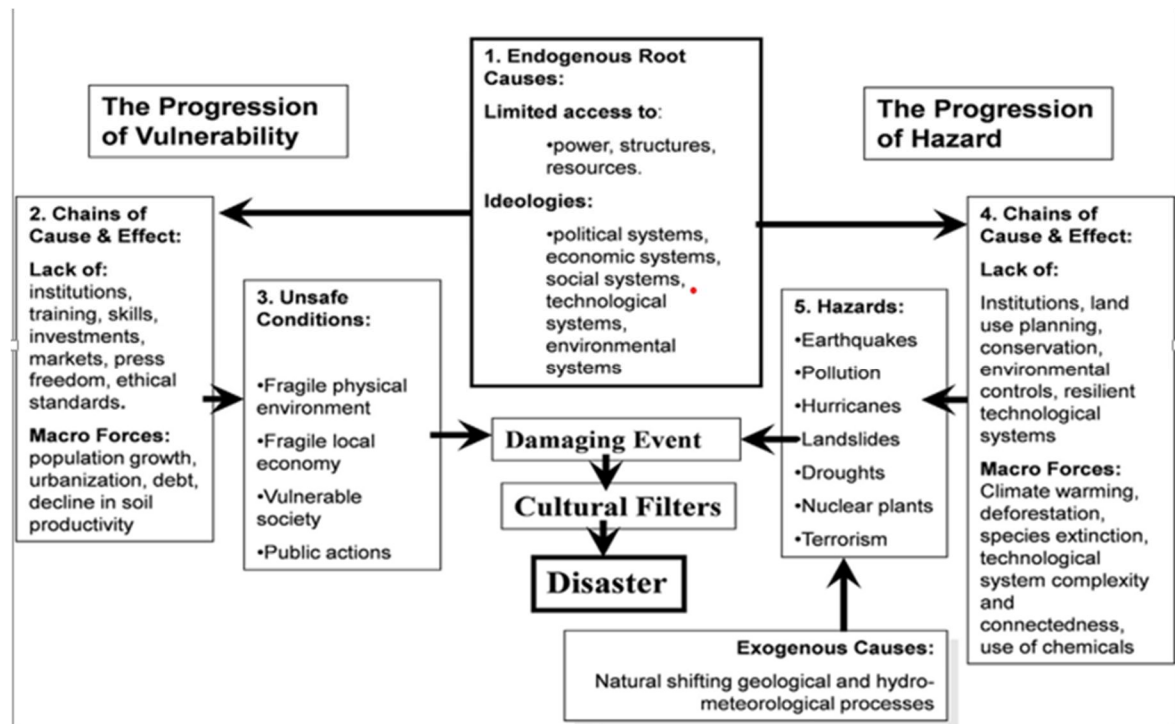 The Progression
of Vulnerability
1. Endogenous Root
Causes:
Limited access to:
•power, structures,
resources.
Ideologies:
•political systems,
economic systems,
social systems,
technological
systems,
environmental
systems
The Progression
of Hazard
2. Chains of
Cause & Effect:
Lack of:
institutions,
training, skills,
investments,
markets, press
freedom, ethical
standards.
Macro Forces:
population growth,
urbanization, debt,
decline in soil
productivity
3. Unsafe
Conditions:
•Fragile physical
environment
•Fragile local
economy
•Vulnerable
society
•Public actions
Damaging Event
Cultural Filters
Disaster
5. Hazards:
•Earthquakes
•Pollution
•Hurricanes
•Landslides
•Droughts
•Nuclear plants
•Terrorism
4. Chains of
Cause & Effect:
Lack of:
Institutions, land
use planning,
conservation,
environmental
controls, resilient
technological
systems
Macro Forces:
Climate warming,
deforestation,
species extinction,
technological
system complexity
and
connectedness,
use of chemicals
Exogenous Causes:
Natural shifting geological and hydro-
meteorological processes